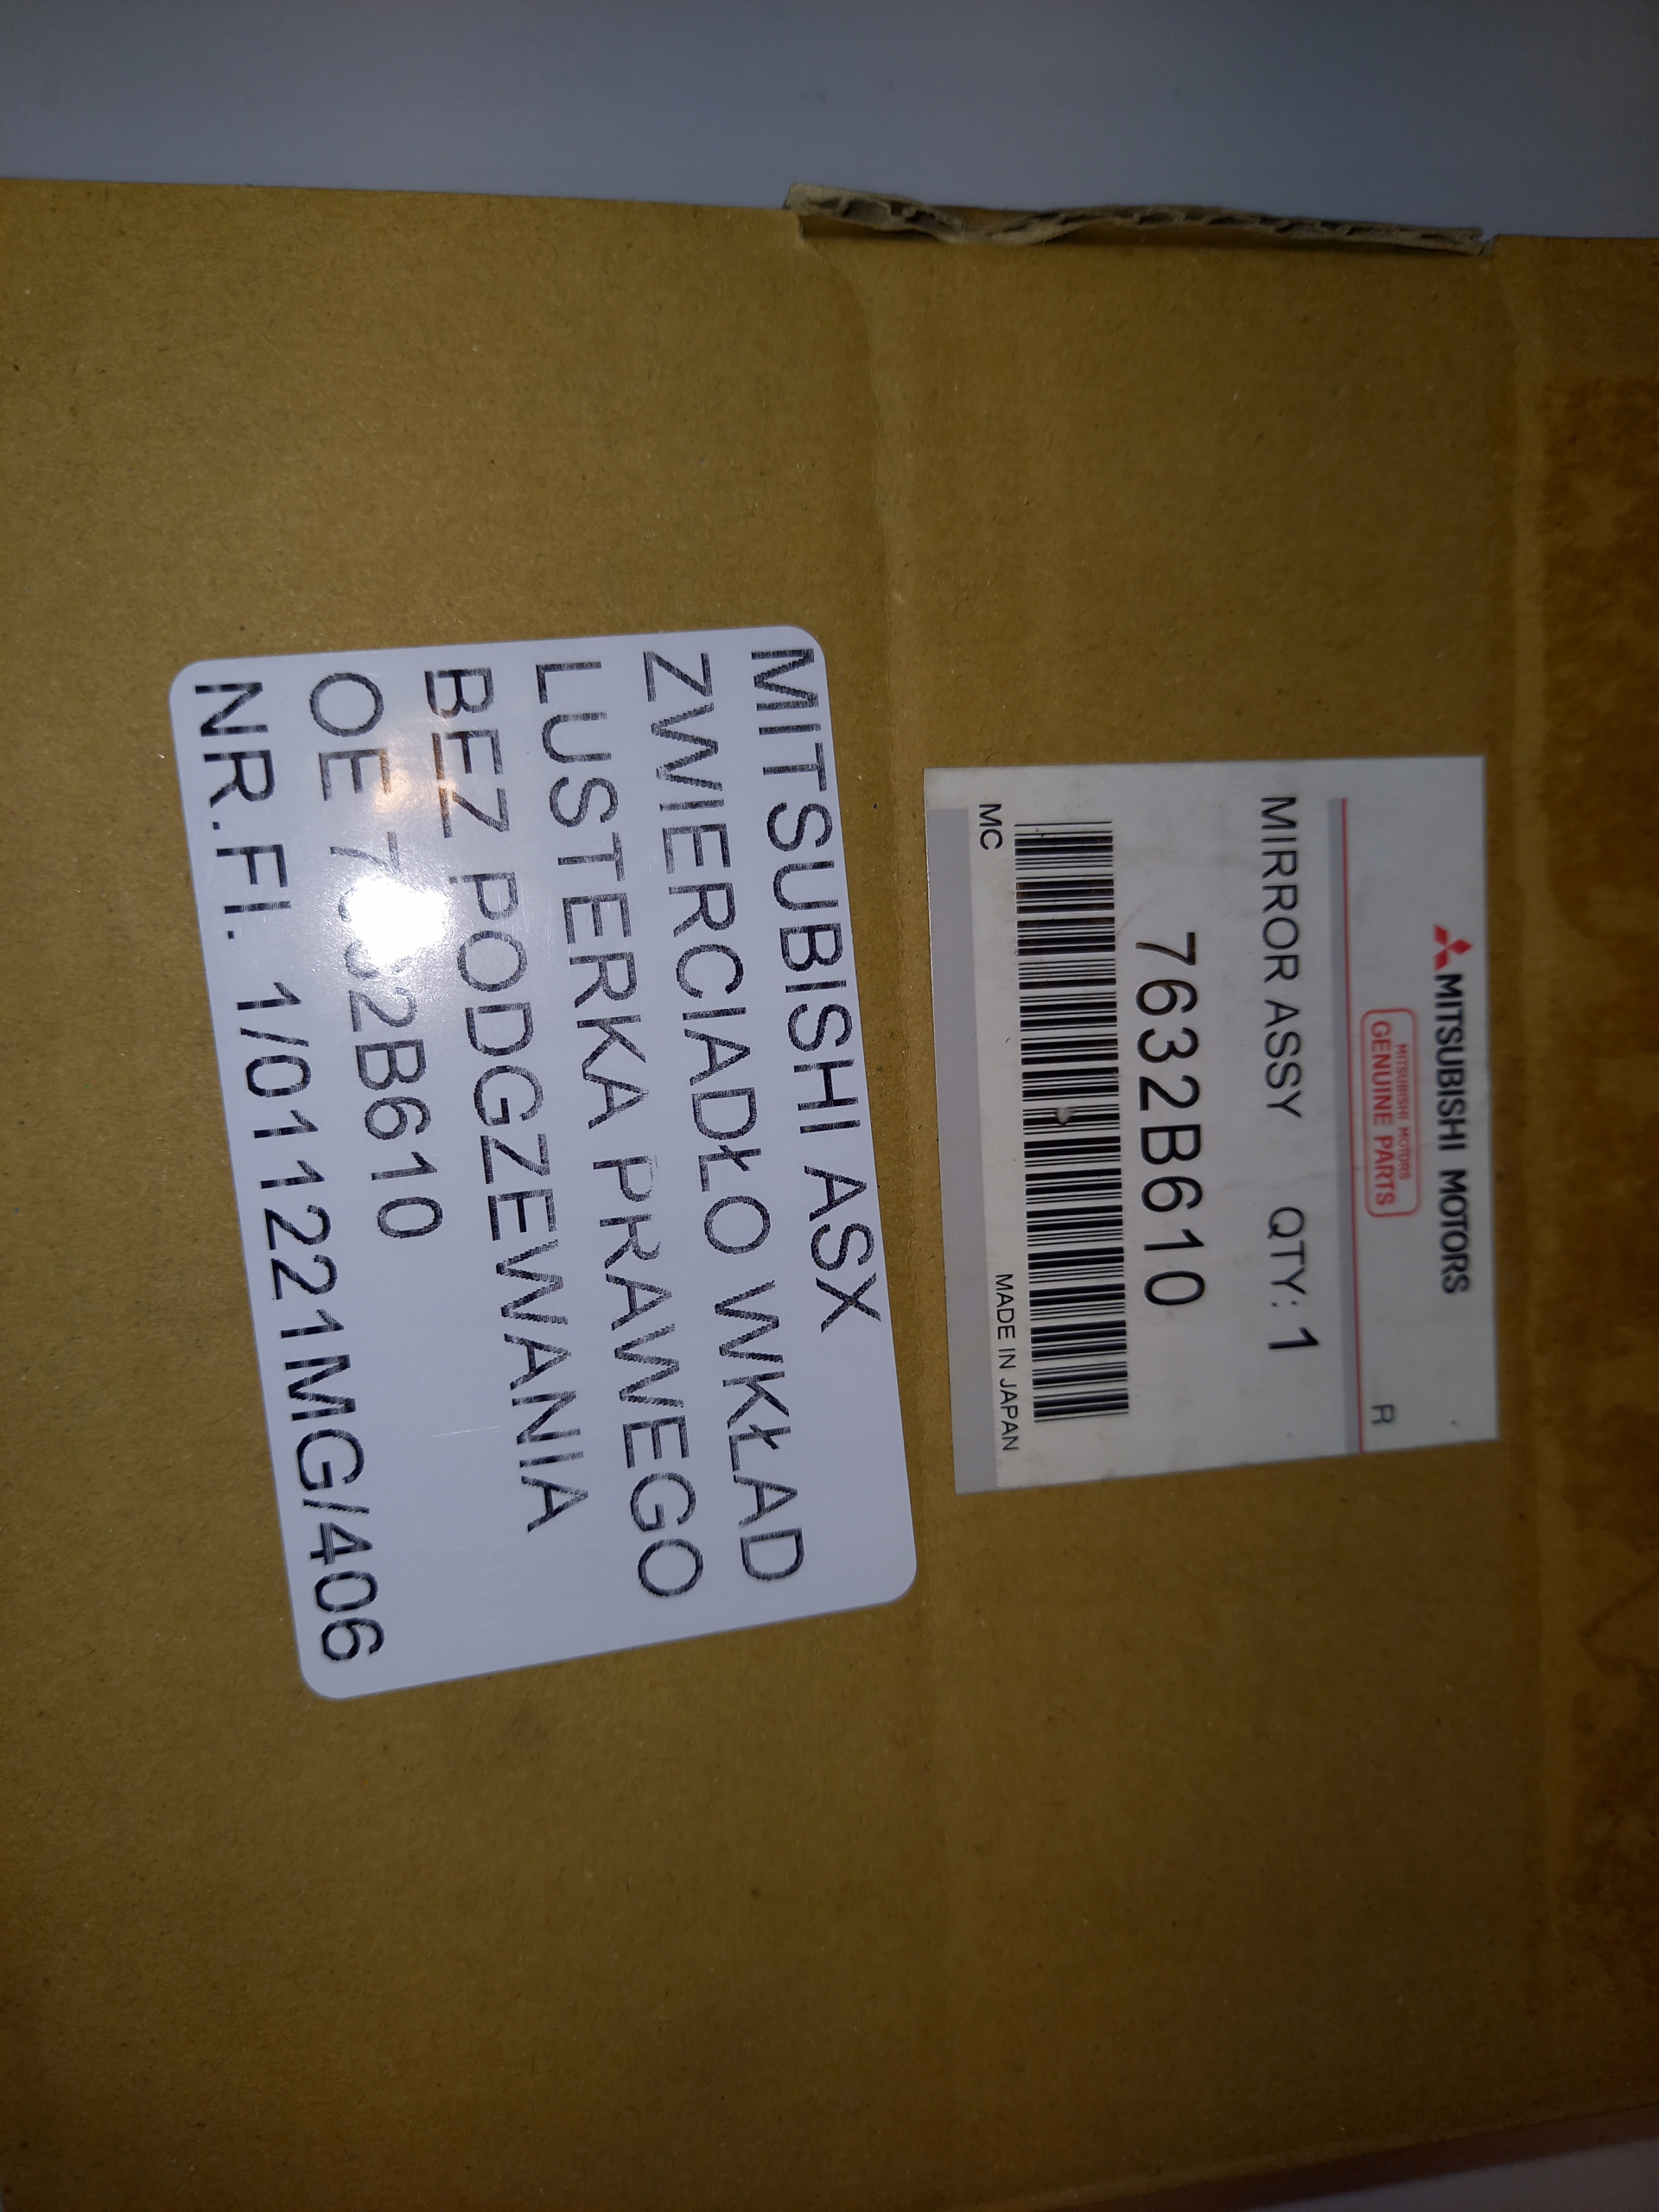 MITSUBISHI MOTORS
MITSUBISHI MOTORS
GENUINE PARTS
R
MIRROR ASSY QTY: 1
7632B610
MC MADE IN JAPAN
MITSUBISHI ASX
ZWIERCIADŁO WKŁAD
LUSTERKA PRAWEGO
BEZ PODGZEWANIA
OE 7632B610
NR.FI. 1/011221MG/406